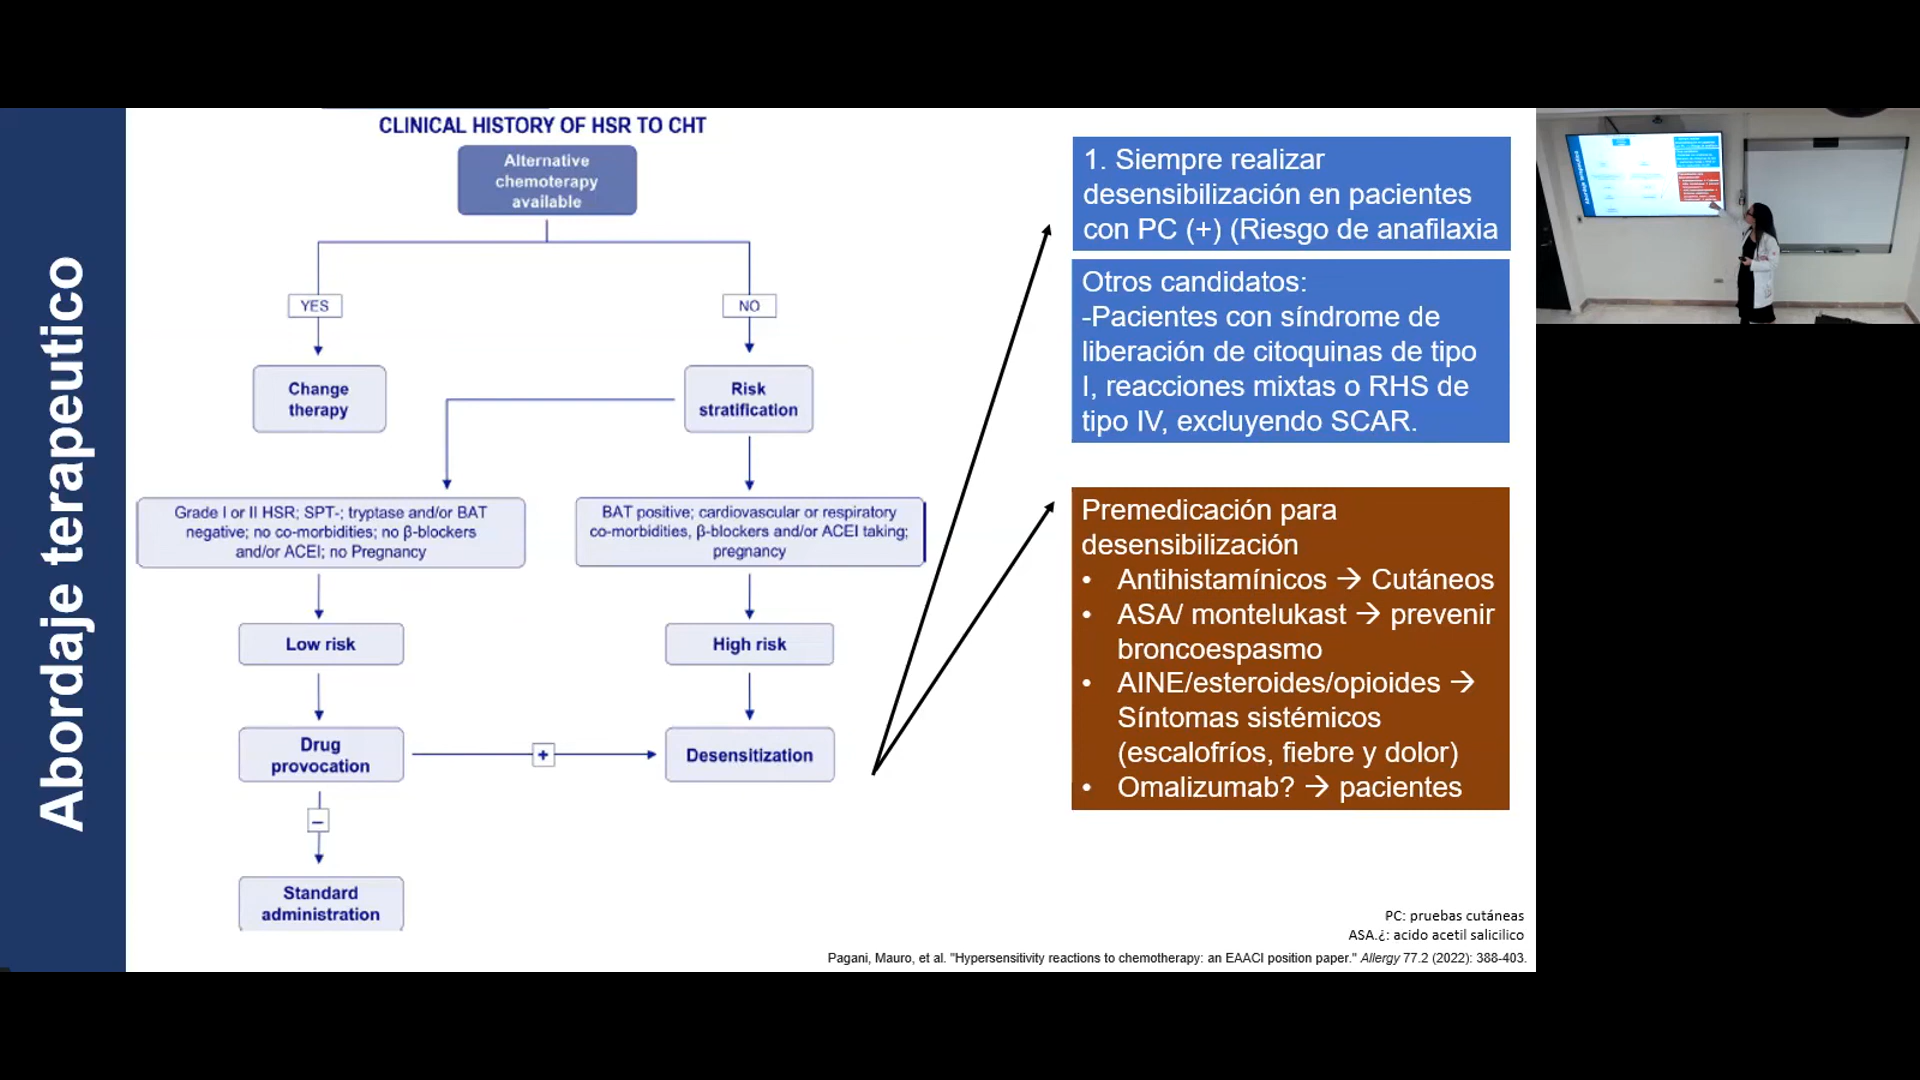 Abordaje terapeutico
CLINICAL HISTORY OF HSR TO CHT
Alternative
chemoterapy
available
YES
NO
Change
therapy
Risk
stratification
Grade I or II HSR; SPT-; tryptase and/or BAT
negative; no co-morbidities; no β-blockers
and/or ACEI; no Pregnancy
BAT positive; cardiovascular or respiratory
co-morbidities, β-blockers and/or ACEI taking;
pregnancy
Low risk
High risk
Drug
provocation
+
Desensitization
–
Standard
administration
1. Siempre realizar
desensibilización en pacientes
con PC (+) (Riesgo de anafilaxia
Otros candidatos:
-Pacientes con síndrome de
liberación de citoquinas de tipo
I, reacciones mixtas o RHS de
tipo IV, excluyendo SCAR.
Premedicación para
desensibilización
• Antihistamínicos → Cutáneos
• ASA/ montelukast → prevenir
broncoespasmo
• AINE/esteroides/opioides →
Síntomas sistémicos
(escalofríos, fiebre y dolor)
• Omalizumab? → pacientes
PC: pruebas cutáneas
ASA.¿: acido acetil salicilico
Pagani, Mauro, et al. "Hypersensitivity reactions to chemotherapy: an EAACI position paper." Allergy 77.2 (2022): 388-403.